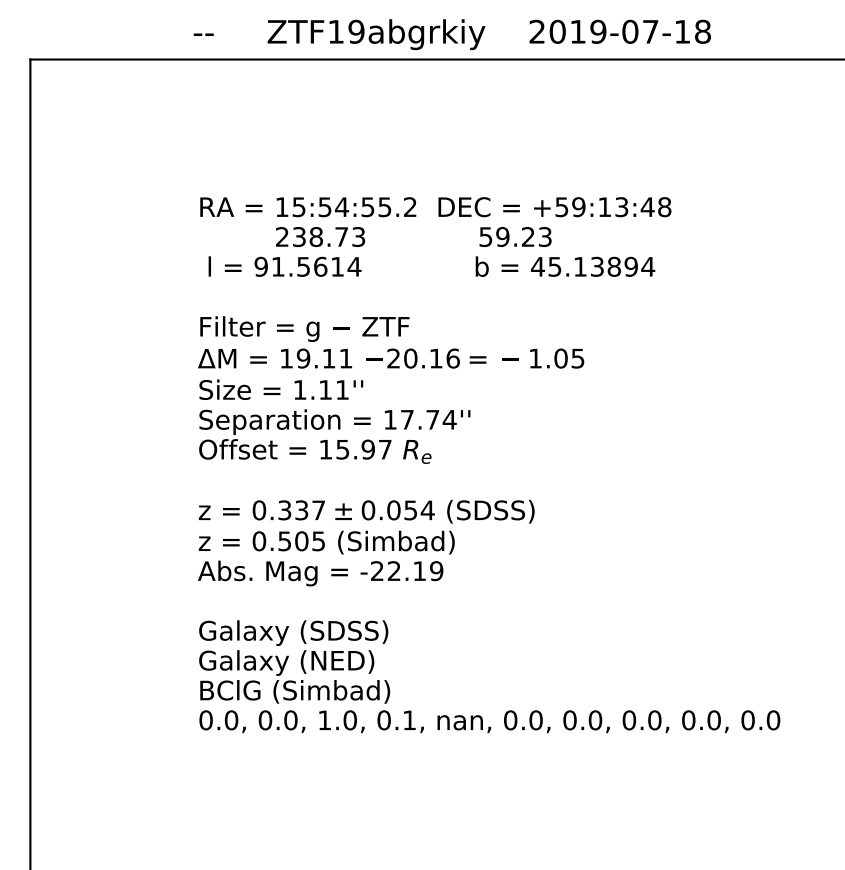 -- ZTF19abgrkiy 2019-07-18
RA = 15:54:55.2 DEC = +59:13:48
238.73 59.23
l = 91.5614 b = 45.13894
Filter = g − ZTF
ΔM = 19.11 −20.16 = − 1.05
Size = 1.11''
Separation = 17.74''
Offset = 15.97 Re
z = 0.337 ± 0.054 (SDSS)
z = 0.505 (Simbad)
Abs. Mag = -22.19
Galaxy (SDSS)
Galaxy (NED)
BClG (Simbad)
0.0, 0.0, 1.0, 0.1, nan, 0.0, 0.0, 0.0, 0.0, 0.0